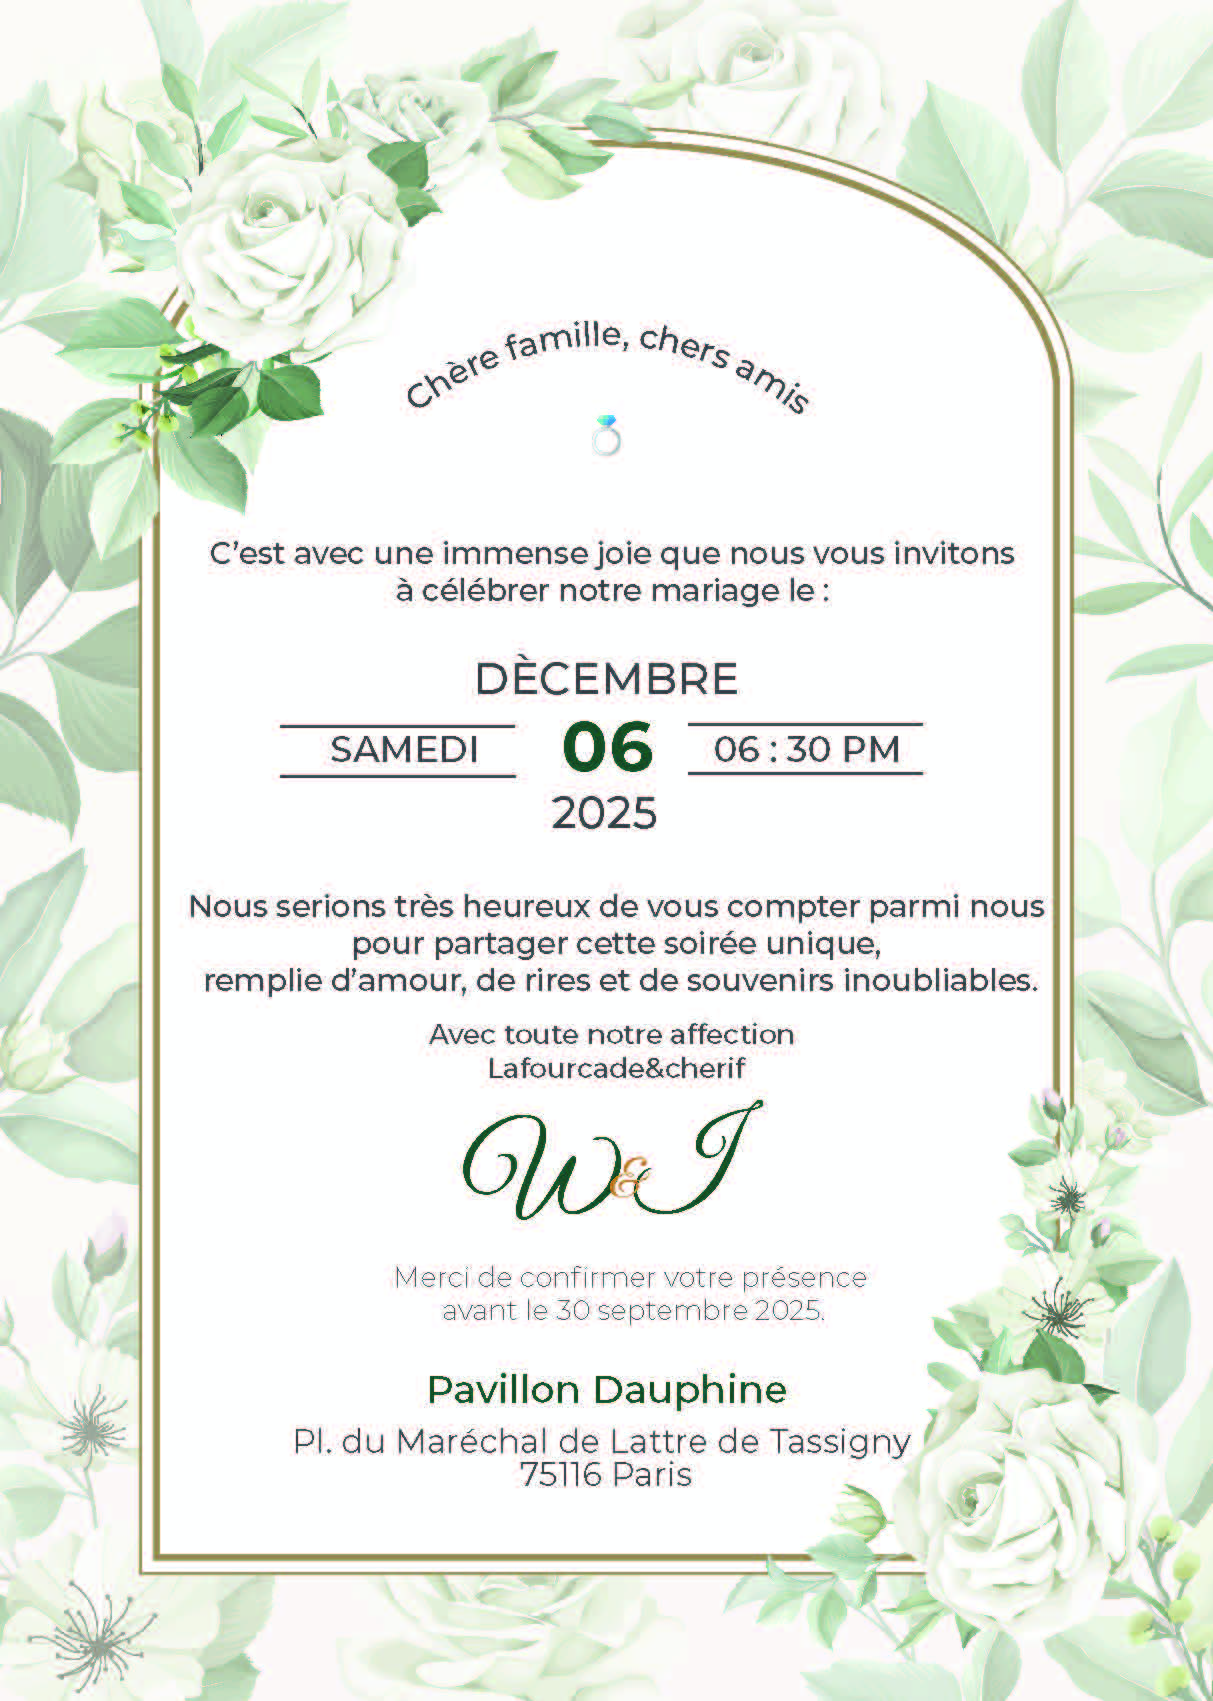 Chère famille, chers amis
C'est avec une immense joie que nous vous invitons
à célébrer notre mariage le :
DÈCEMBRE
SAMEDI 06 06 : 30 PM
2025
Nous serions très heureux de vous compter parmi nous
pour partager cette soirée unique,
remplie d'amour, de rires et de souvenirs inoubliables.
Avec toute notre affection
Lafourcade&cherif
W&I
Merci de confirmer votre présence
avant le 30 septembre 2025.
Pavillon Dauphine
Pl. du Maréchal de Lattre de Tassigny
75116 Paris